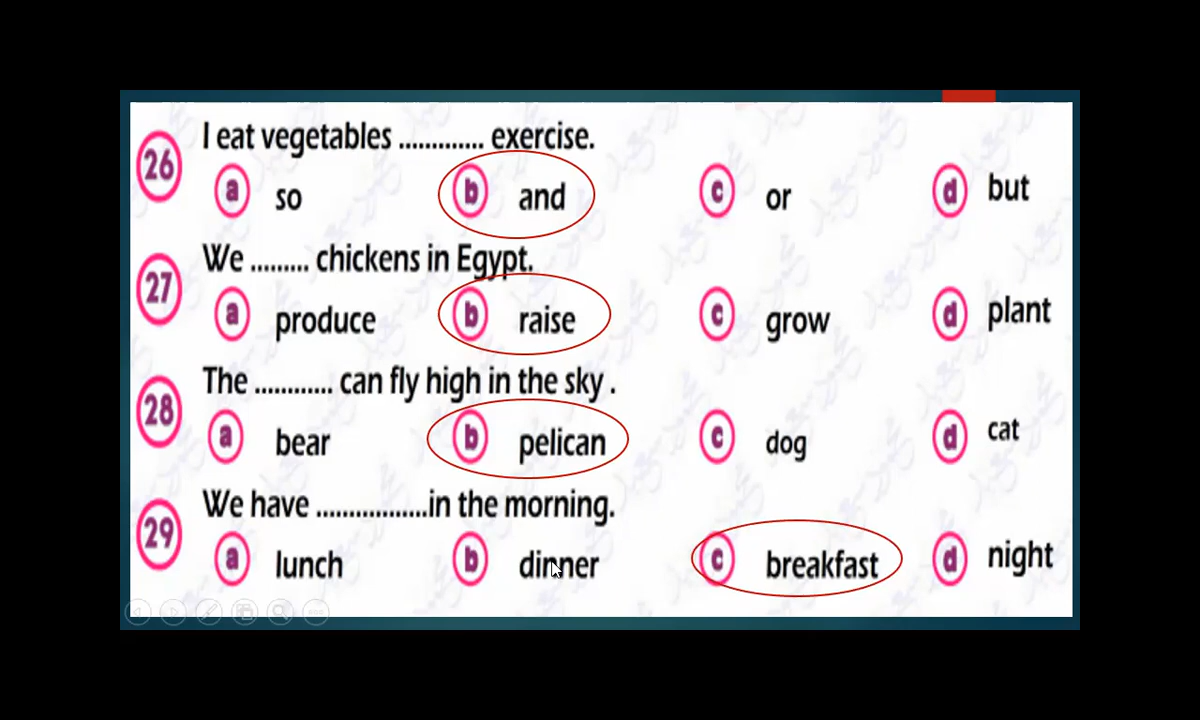 26 I eat vegetables ............. exercise.
a so b and c or d but
27 We ......... chickens in Egypt.
a produce b raise c grow d plant
28 The ............ can fly high in the sky .
a bear b pelican c dog d cat
29 We have .................in the morning.
a lunch b dinner c breakfast d night